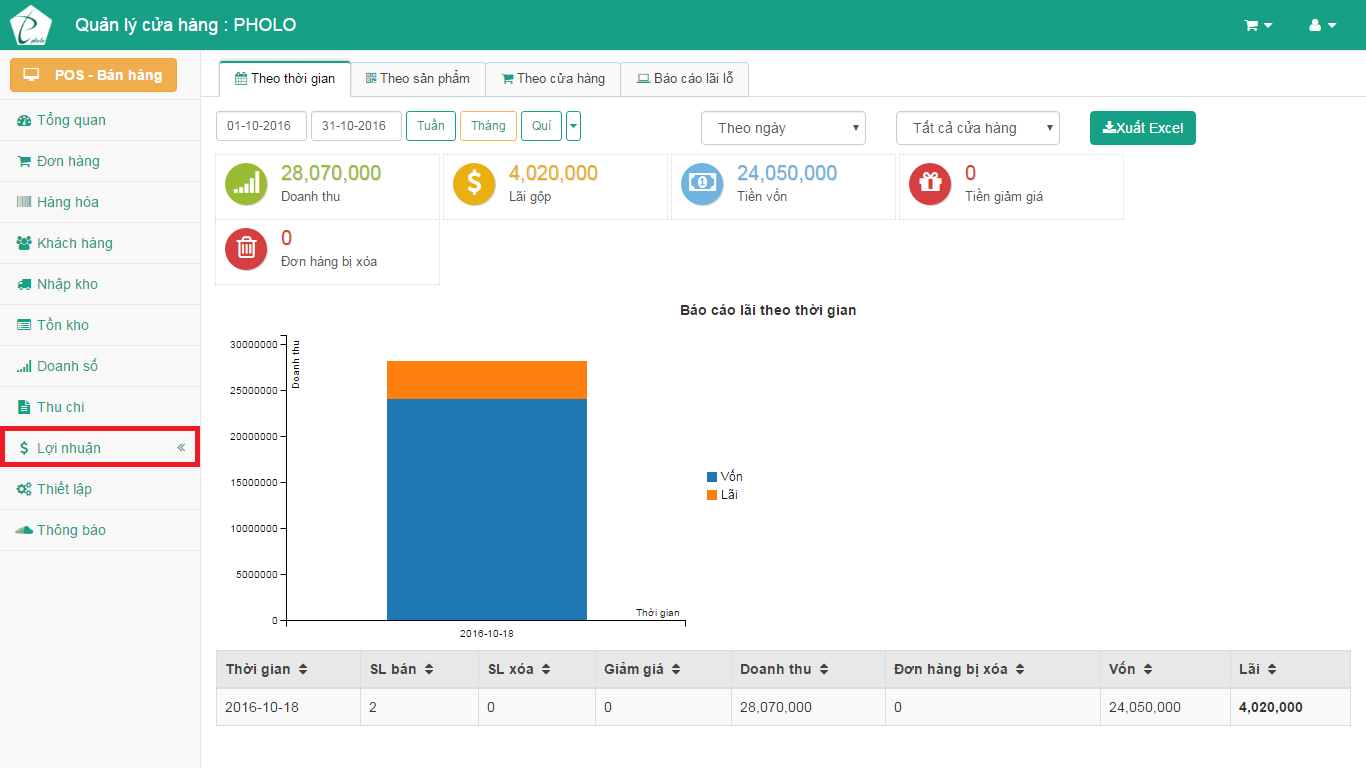 pholo
Quản lý cửa hàng : PHOLO
POS - Bán hàng
Tổng quan
Đơn hàng
Hàng hóa
Khách hàng
Nhập kho
Tồn kho
Doanh số
Thu chi
$ Lợi nhuận «
Thiết lập
Thông báo
Theo thời gian Theo sản phẩm Theo cửa hàng Báo cáo lãi lỗ
01-10-2016 31-10-2016 Tuần Tháng Quí Theo ngày Tất cả cửa hàng Xuất Excel
28,070,000
Doanh thu
$
4,020,000
Lãi gộp
1
24,050,000
Tiền vốn
0
Tiền giảm giá
0
Đơn hàng bị xóa
Báo cáo lãi theo thời gian
Doanh thu
30000000
25000000
20000000
15000000
10000000
5000000
0
Thời gian
2016-10-18
Vốn
Lãi
Thời gian SL bán SL xóa Giảm giá Doanh thu Đơn hàng bị xóa Vốn Lãi
2016-10-18 2 0 0 28,070,000 0 24,050,000 4,020,000